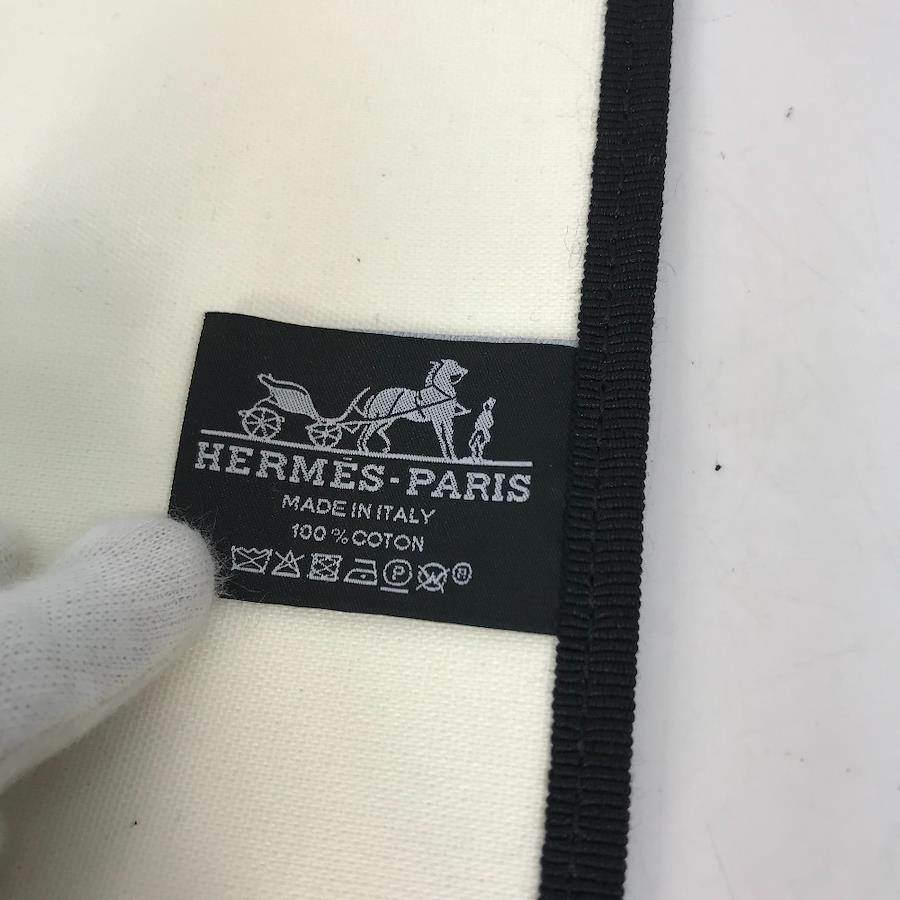 HERMÈS-PARIS
MADE IN ITALY
100 % COTON
P W ®